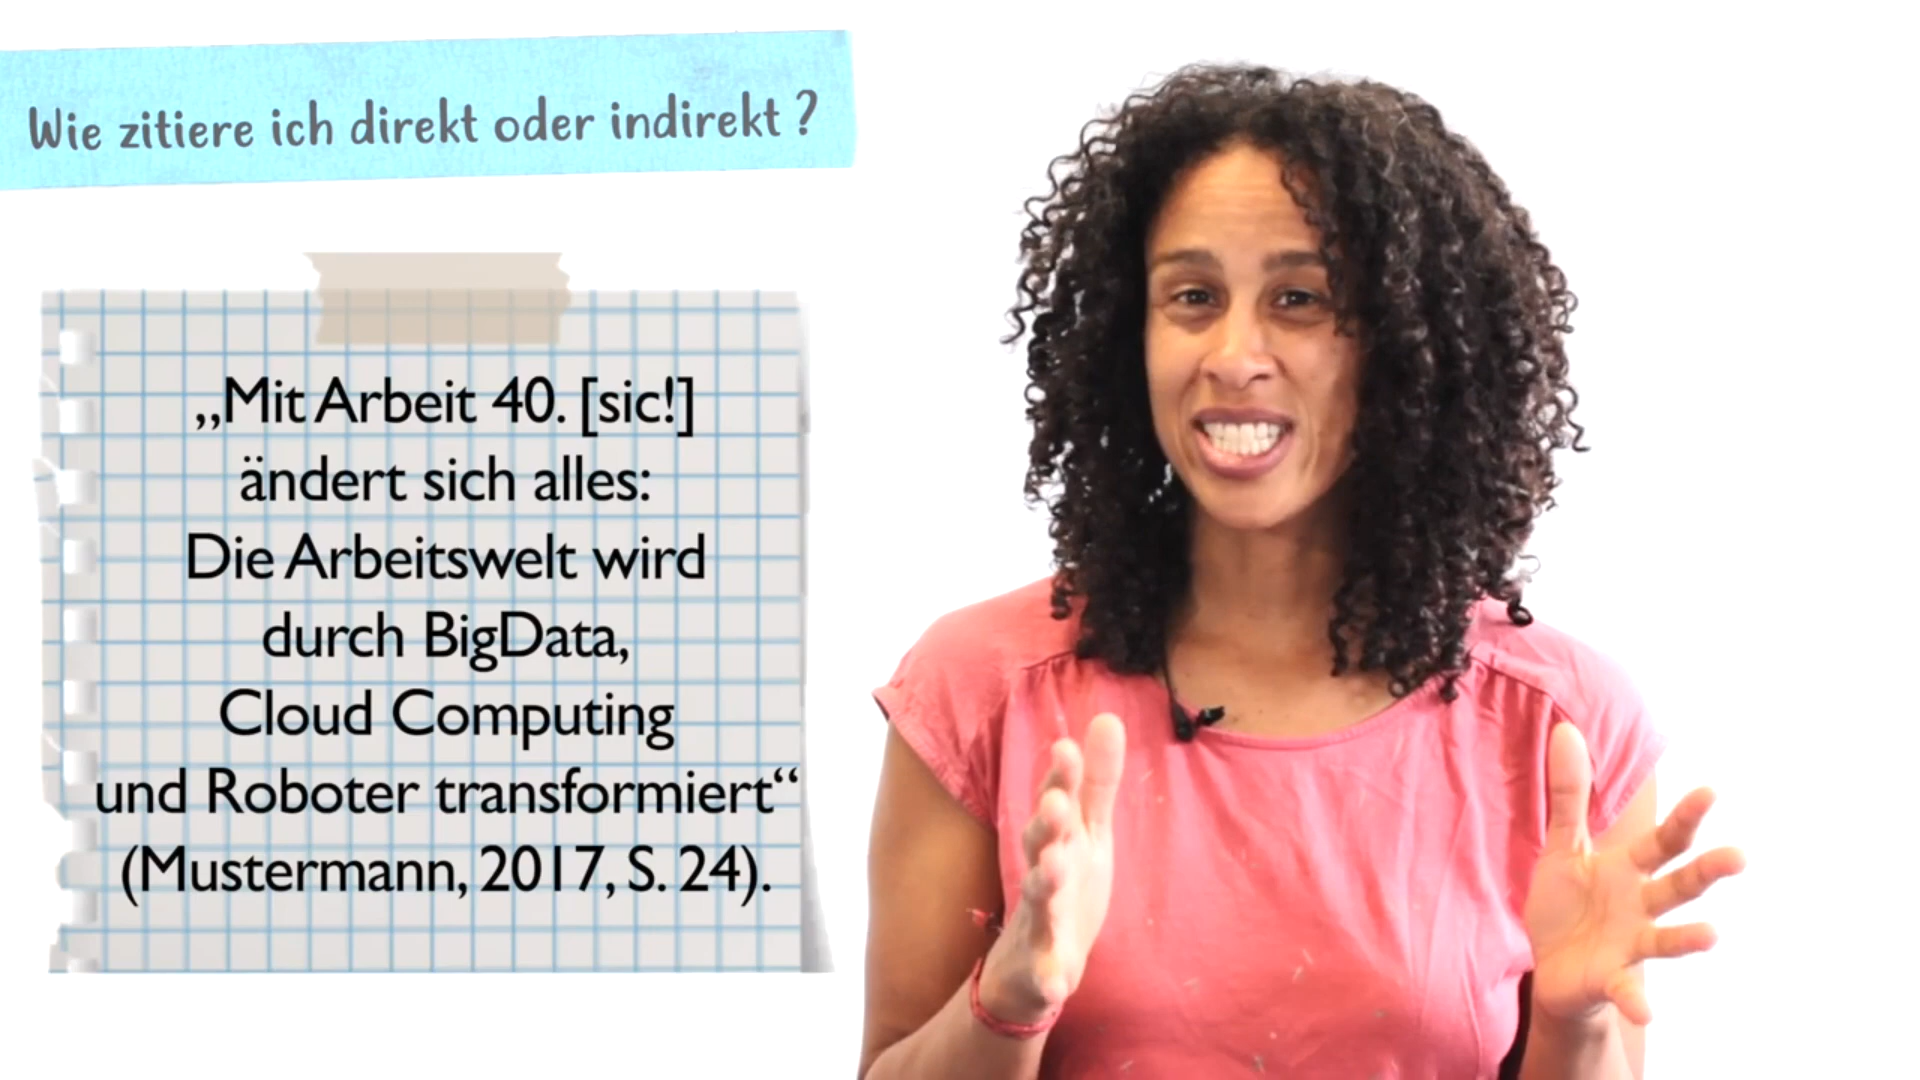 Wie zitiere ich direkt oder indirekt ?
„Mit Arbeit 40. [sic!]
ändert sich alles:
Die Arbeitswelt wird
durch BigData,
Cloud Computing
und Roboter transformiert“
(Mustermann, 2017, S. 24).